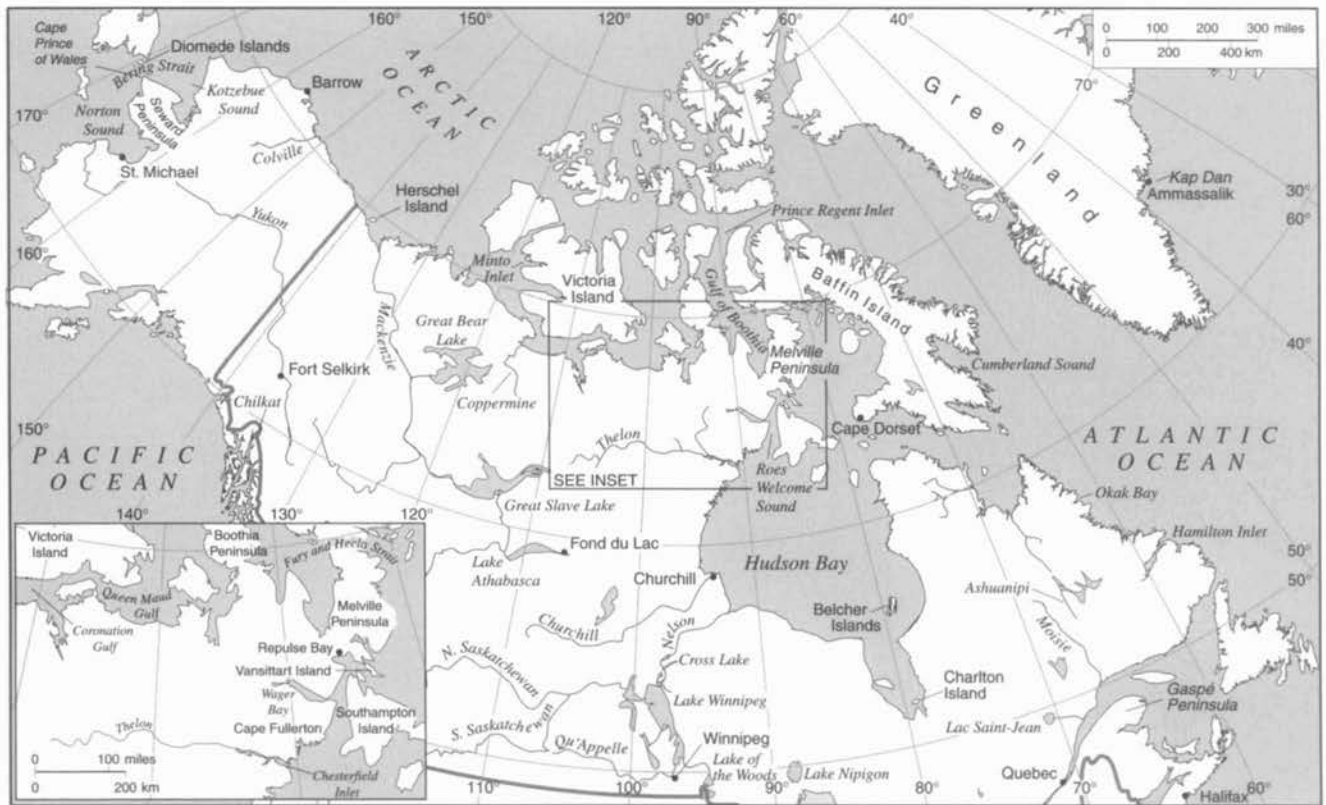 160°
150°
120°
90°
60°
40°
0 100 200 300 miles
0 200 400 km
Cape
Prince
of Wales
Diomede Islands
Bering Strait
Barrow
ARCTIC
OCEAN
70°
Greenland
Kotzebue
Sound
Seward
Peninsula
Norton
Sound
170°
St. Michael
Colville
Kap Dan
Ammassalik
30°
60°
Herschel
Island
Yukon
Prince Regent Inlet
160°
Minto
Inlet
Victoria
Island
Gulf of Boothia
Baffin Island
Mackenzie
Great Bear
Lake
Melville
Peninsula
40°
Cumberland Sound
Fort Selkirk
Coppermine
Chilkat
150°
Cape Dorset
PACIFIC
OCEAN
Thelon
ATLANTIC
OCEAN
SEE INSET
Roes
Welcome
Sound
Okak Bay
Great Slave Lake
Hamilton Inlet
140°
130°
120°
Victoria
Island
Boothia
Peninsula
Fury and Hecla Strait
Fond du Lac
Hudson Bay
50°
50°
Lake
Athabasca
Churchill
Ashuanipi
Queen Maud
Gulf
Melville
Peninsula
Belcher
Islands
Moisie
Coronation
Gulf
Churchill
Nelson
Repulse Bay
N. Saskatchewan
Cross Lake
Vansittart Island
Charlton
Island
Wager
Bay
Lake Winnipeg
Gaspé
Peninsula
Southampton
Island
S. Saskatchewan
Lac Saint-Jean
Thelon
Cape Fullerton
Qu'Appelle
Winnipeg
Lake of
the Woods
0 100 miles
0 200 km
Chesterfield
Inlet
Lake Nipigon
Quebec
Halifax
110°
100°
90°
80°
70°
60°